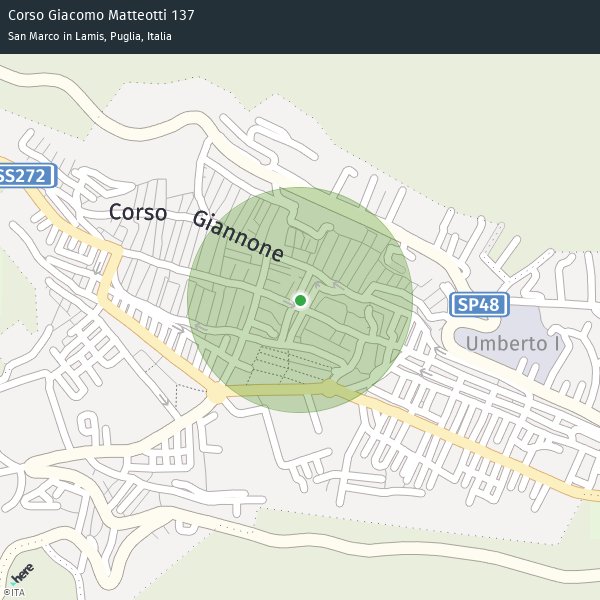 Corso Giacomo Matteotti 137
San Marco in Lamis, Puglia, Italia
SS272
Corso Giannone
SP48
Umberto I
here
©ITA